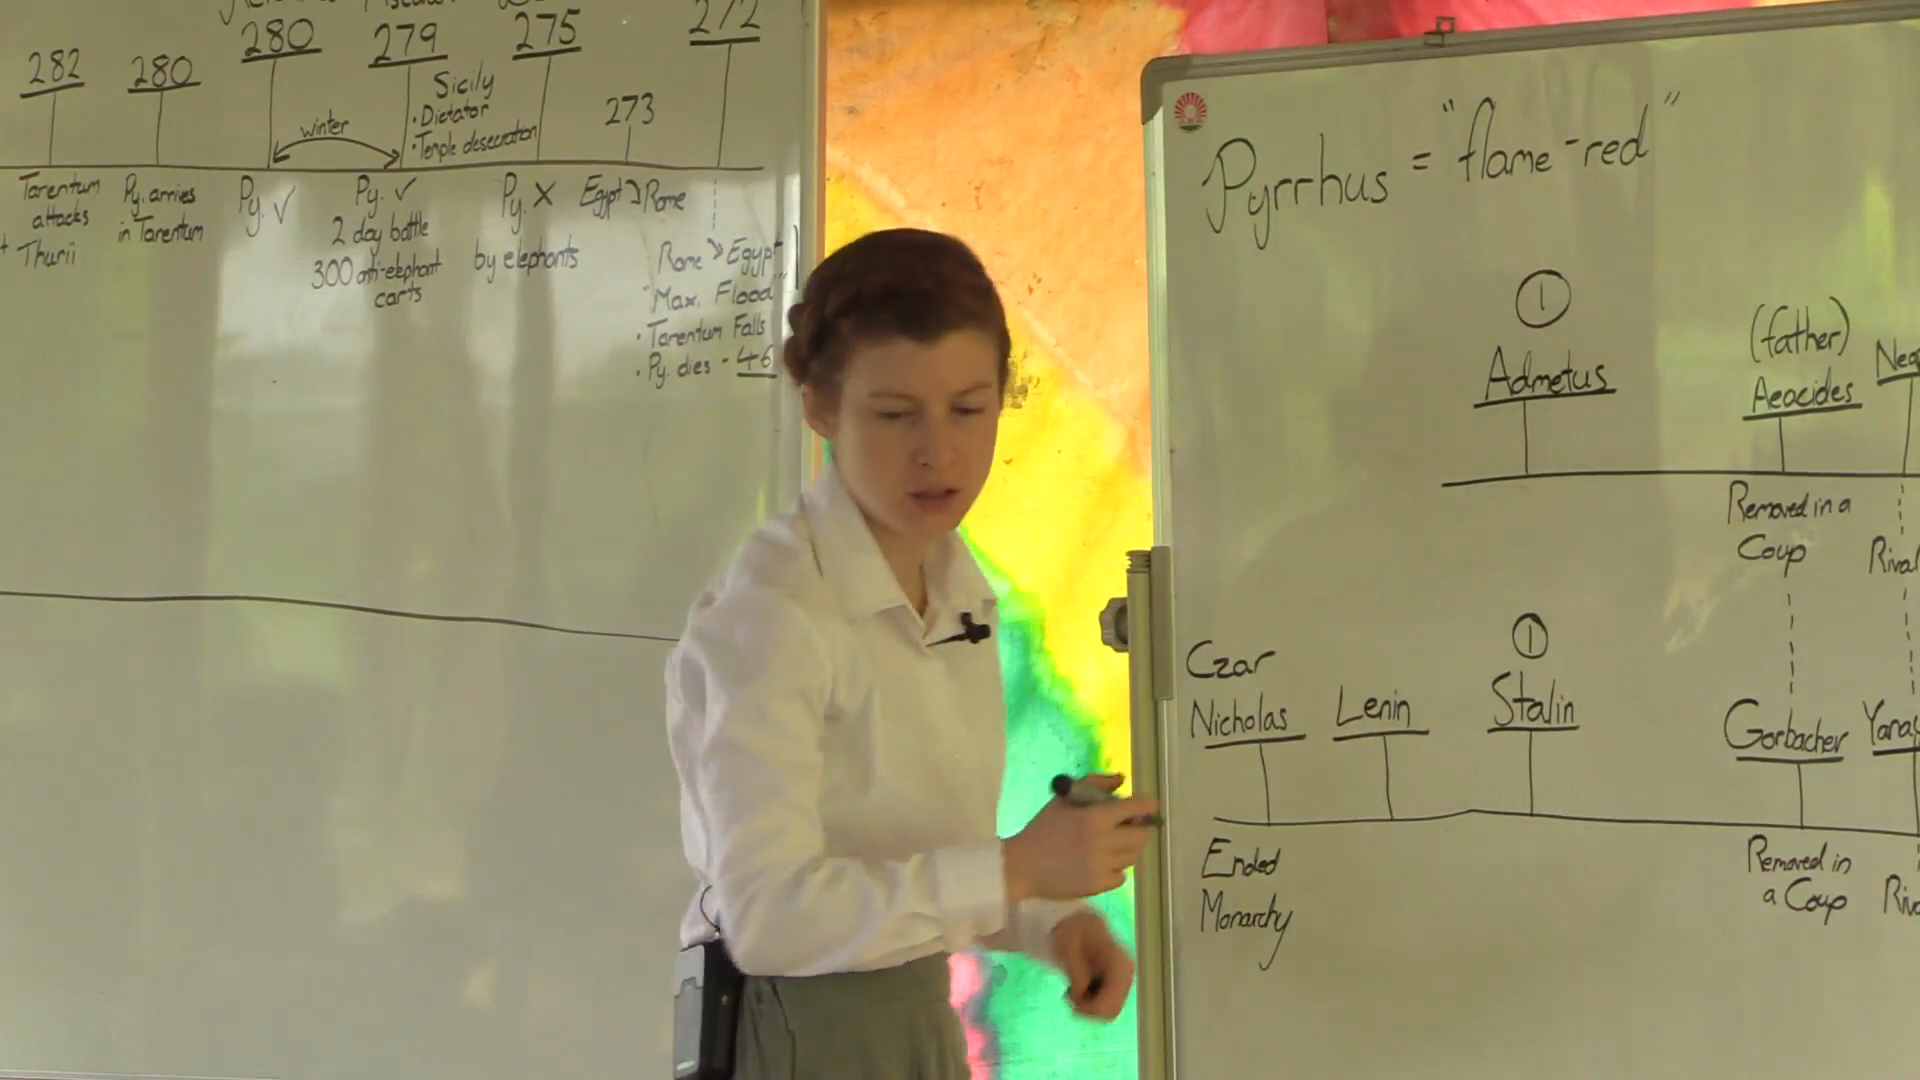 282
280
280
279
275
272
winter
Sicily
• Dictator
• Temple desecration
273
Tarentum
attacks
Thurii
Py. arrives
in Tarentum
Py. ✓
Py. ✓
2 day battle
300 anti-elephant
carts
Py. X
by elephants
Egypt Rome
Rome Egypt
"Max. Flood"
• Tarentum Falls
• Py. dies - 46
Pyrrhus = "flame-red"
①
Admetus
(father)
Aeacides
Removed in a
Coup
①
Czar
Nicholas
Lenin
Stalin
Gorbachev
Ended
Monarchy
Removed in
a Coup